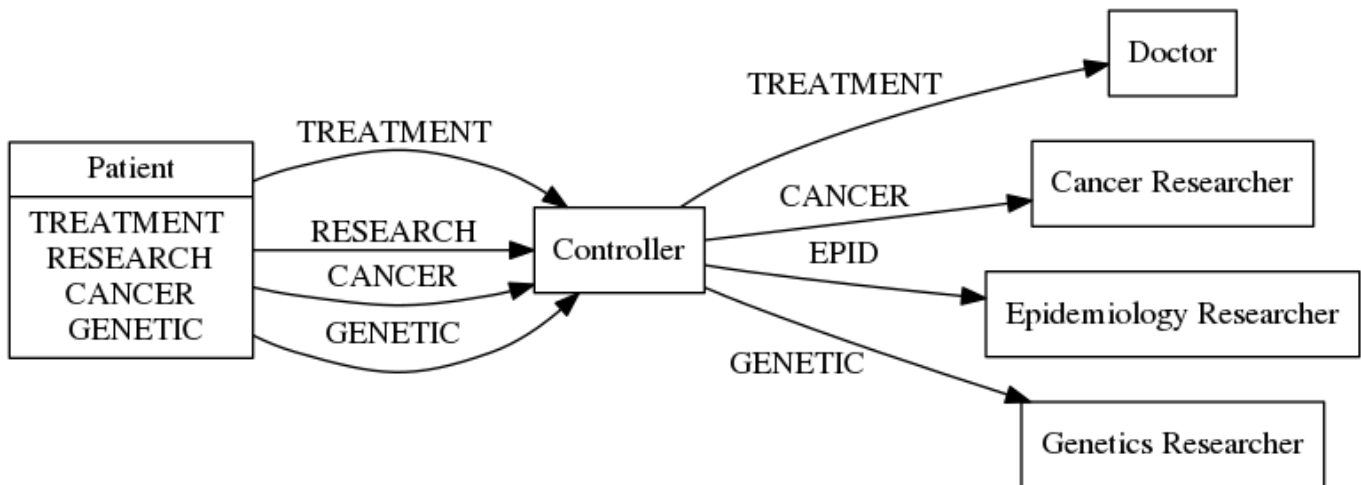 Patient
TREATMENT
RESEARCH
CANCER
GENETIC
TREATMENT
RESEARCH
CANCER
GENETIC
Controller
TREATMENT
CANCER
EPID
GENETIC
Doctor
Cancer Researcher
Epidemiology Researcher
Genetics Researcher